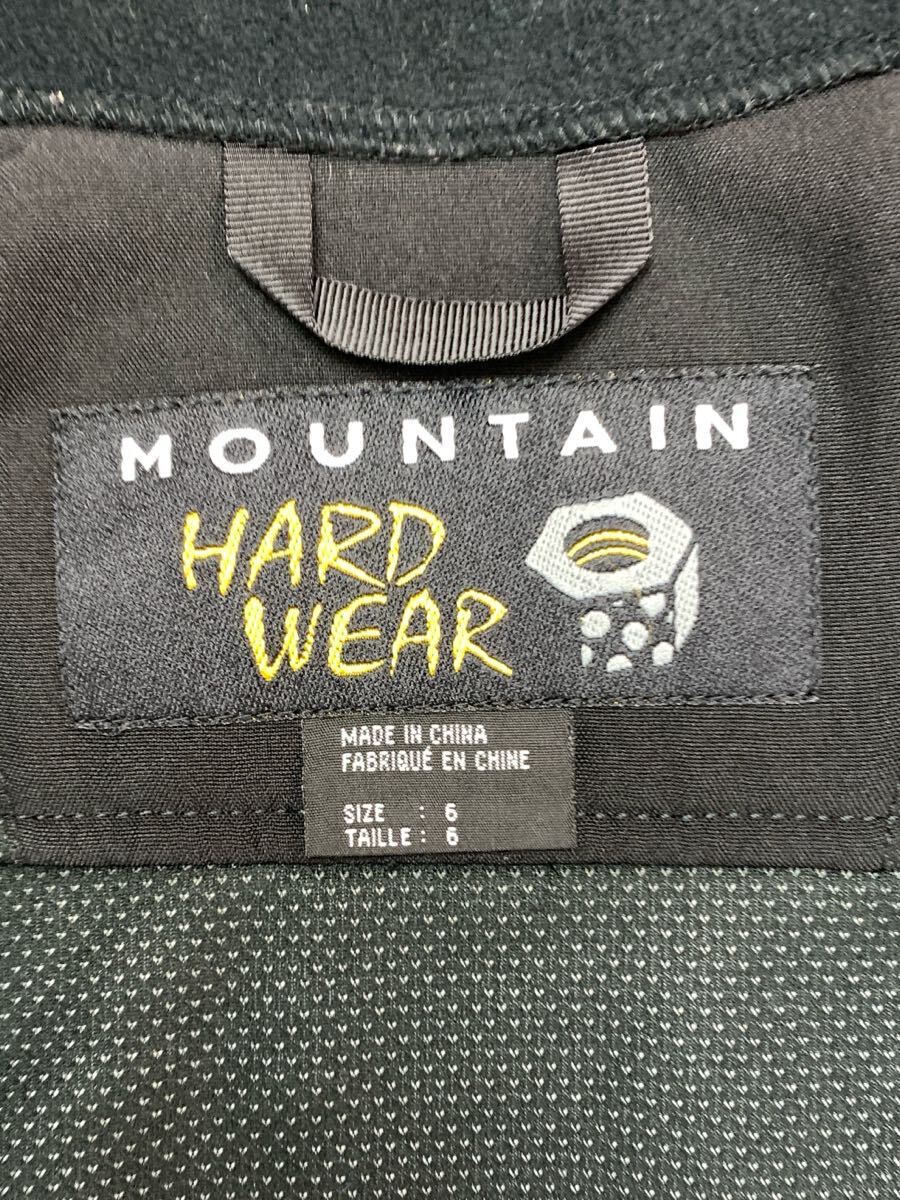 MOUNTAIN
HARD
WEAR
MADE IN CHINA
FABRIQUÉ EN CHINE
SIZE : 6
TAILLE : 6